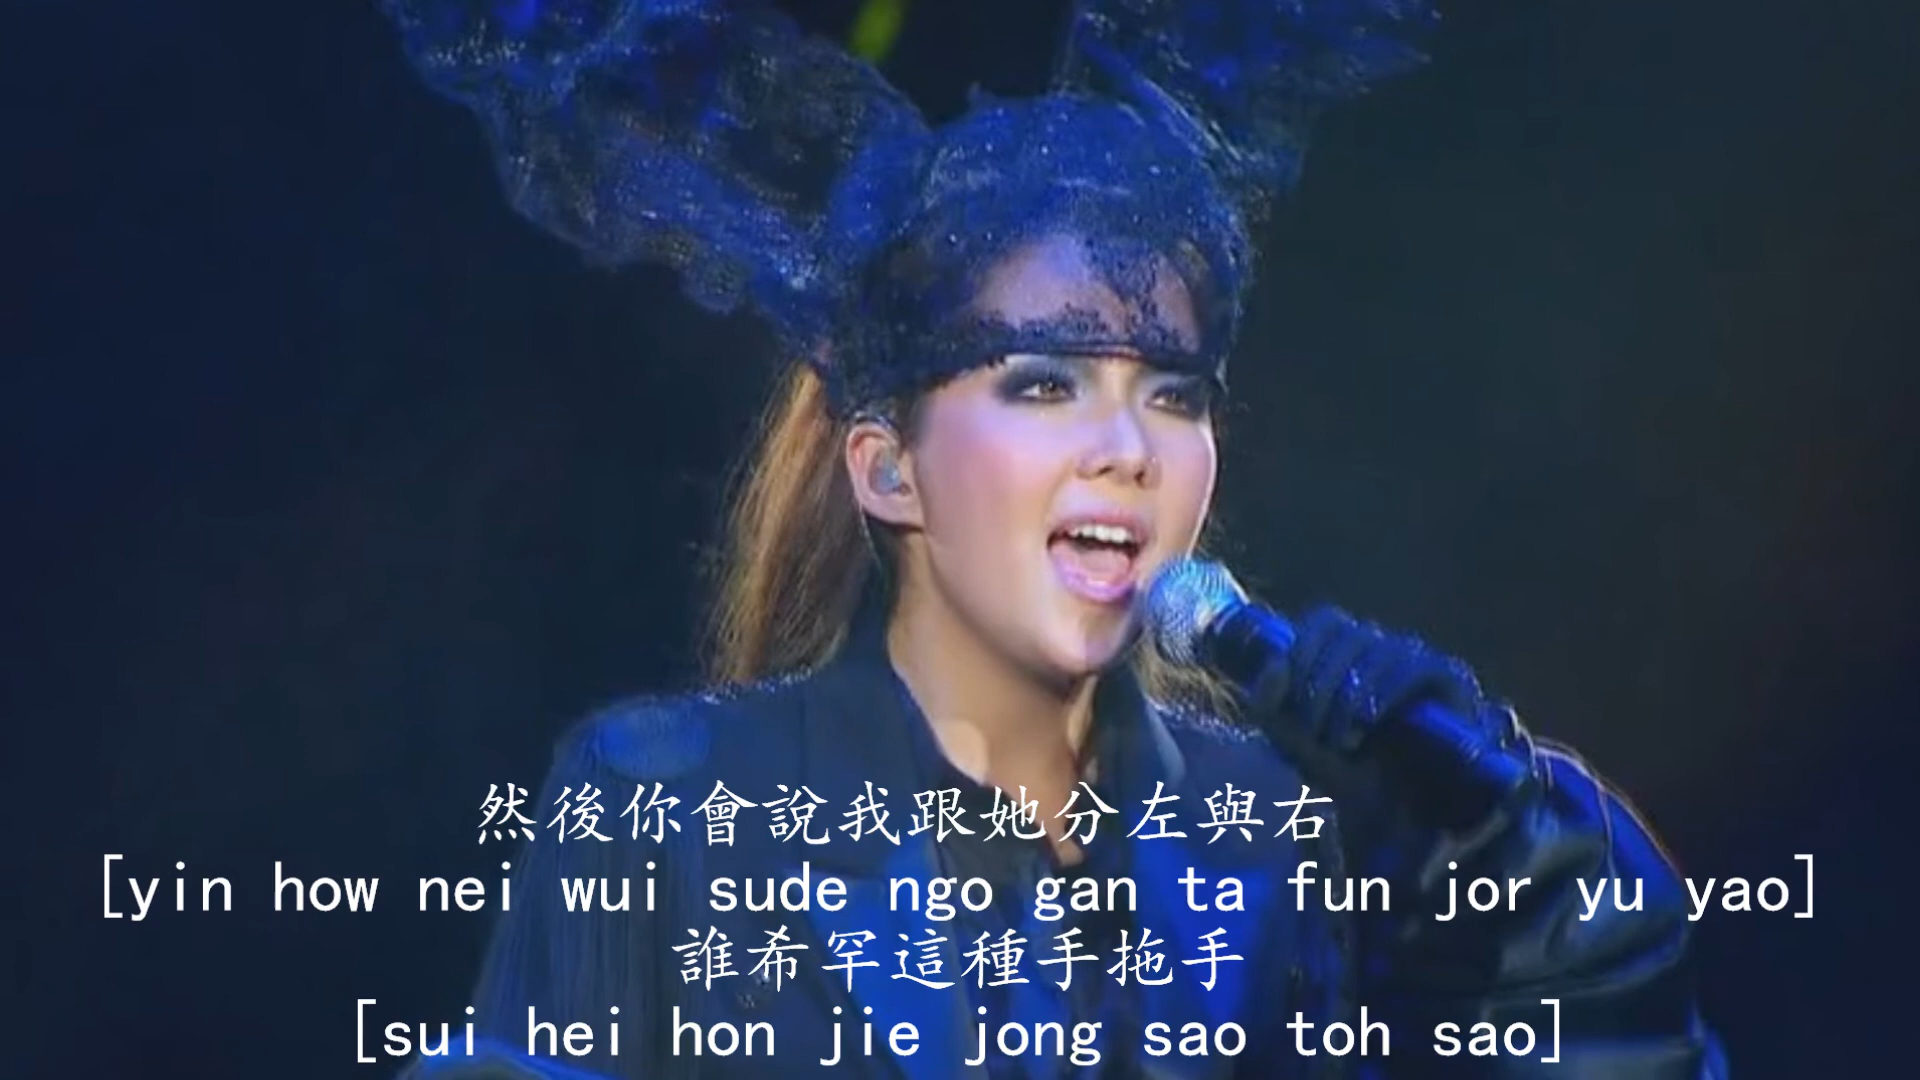 然後你會說我跟她分左與右
[yin how nei wui sude ngo gan ta fun jor yu yao]
誰希罕這種手拖手
[sui hei hon jie jong sao toh sao]